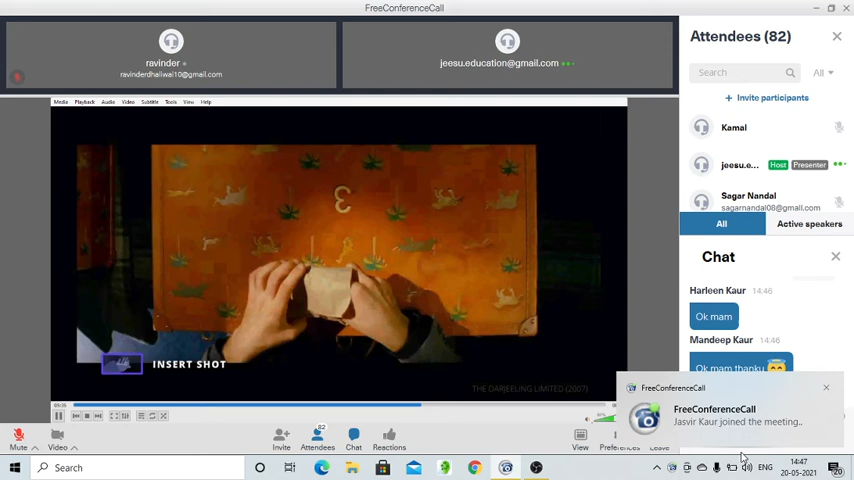 FreeConferenceCall
ravinder
ravinderdhaliwal10@gmail.com
jeesu.education@gmail.com
Media Playback Audio Video Subtitle Tools View Help
3
INSERT SHOT
THE DARJEELING LIMITED (2007)
Attendees (82)
Search
All
+ Invite participants
Kamal
jeesu.e... Host Presenter
Sagar Nandal
sagarnandal08@gmail.com
All Active speakers
Chat
Harleen Kaur 14:46
Ok mam
Mandeep Kaur 14:46
Ok mam thanku 😇
FreeConferenceCall
FreeConferenceCall
Jasvir Kaur joined the meeting..
82
Mute Video Invite Attendees Chat Reactions View Preferences Leave
Search
ENG
14:47
20-05-2021
20